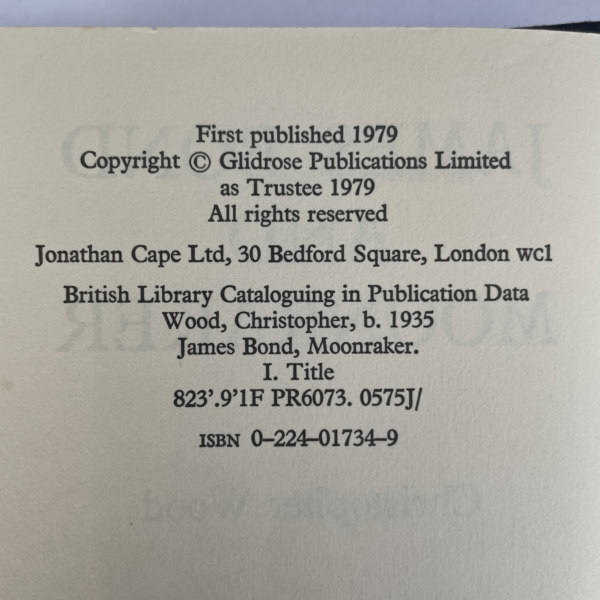 First published 1979
Copyright © Glidrose Publications Limited
as Trustee 1979
All rights reserved
Jonathan Cape Ltd, 30 Bedford Square, London wc1
British Library Cataloguing in Publication Data
Wood, Christopher, b. 1935
James Bond, Moonraker.
I. Title
823'.9'1F PR6073. 0575J/
ISBN 0–224–01734–9